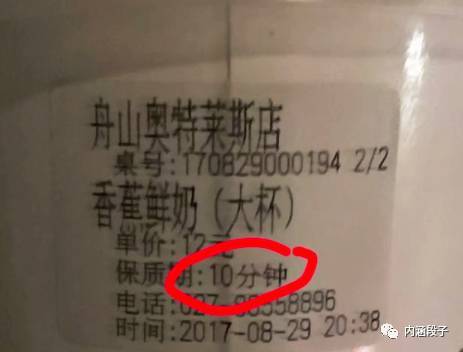 舟山奥特莱斯店
桌号:170829000194 2/2
香蕉鲜奶(大杯)
单价:12元
保质期:10分钟
电话:
时间:2017-08-29 20:38
内涵段子